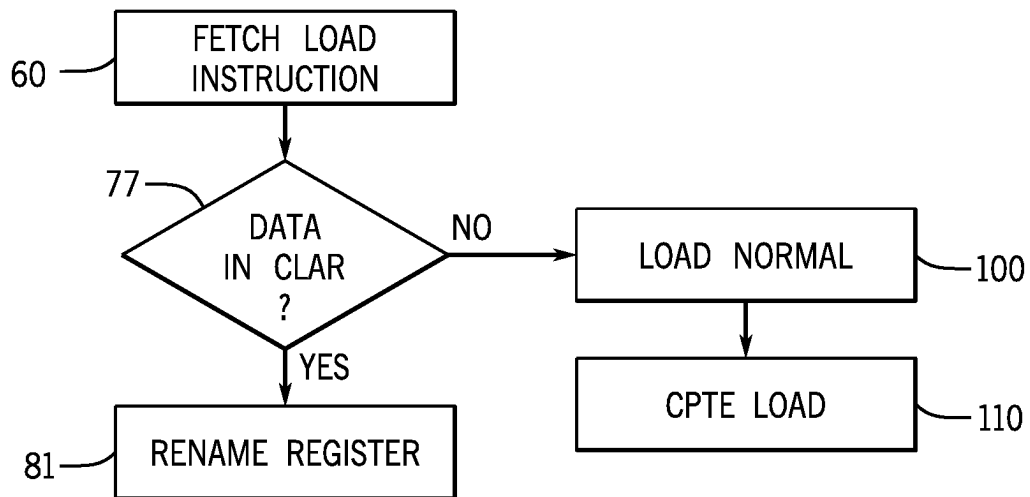 FETCH LOAD
INSTRUCTION
60
77
DATA
IN CLAR
?
NO
LOAD NORMAL
100
YES
CPTE LOAD
110
RENAME REGISTER
81